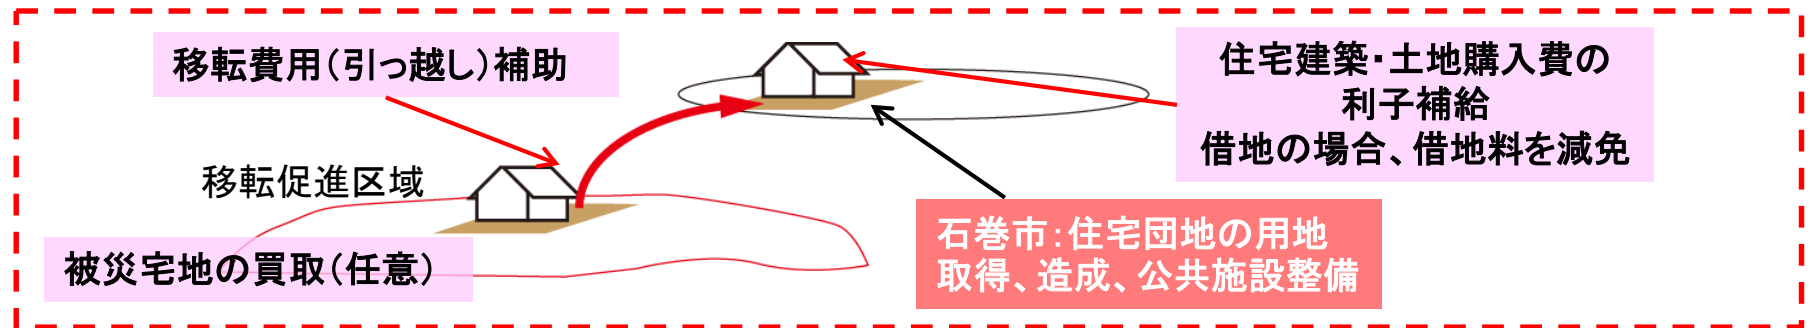 移転費用(引っ越し)補助
住宅建築・土地購入費の
利子補給
借地の場合、借地料を減免
移転促進区域
石巻市:住宅団地の用地
取得、造成、公共施設整備
被災宅地の買取(任意)